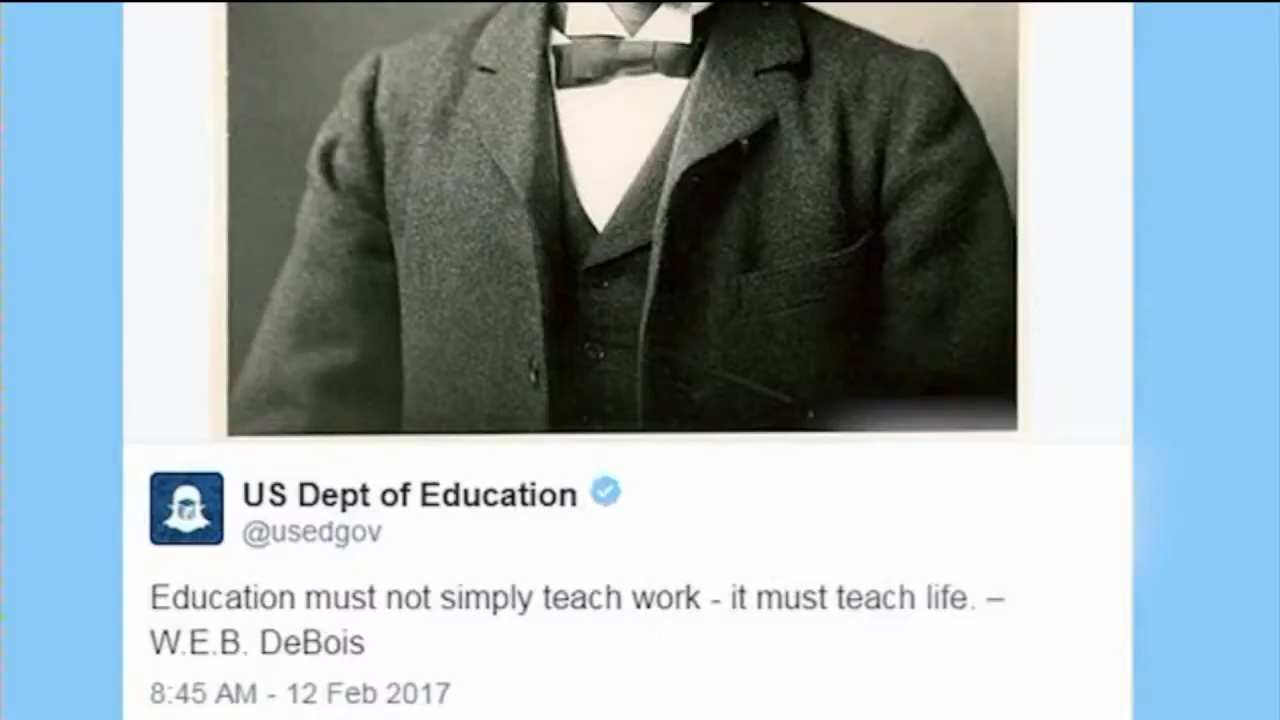 US Dept of Education
@usedgov
Education must not simply teach work - it must teach life. –
W.E.B. DeBois
8:45 AM - 12 Feb 2017